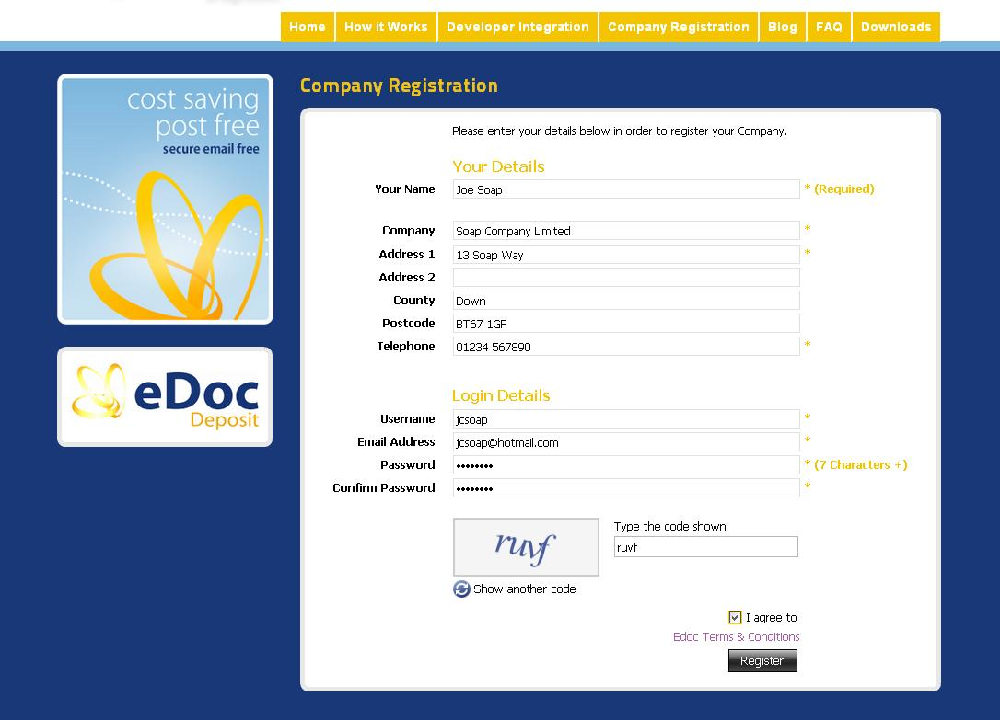 Home How it Works Developer Integration Company Registration Blog FAQ Downloads
cost saving
post free
secure email free
eDoc
Deposit
Company Registration
Please enter your details below in order to register your Company.
Your Details
Your Name Joe Soap * (Required)
Company Soap Company Limited *
Address 1 13 Soap Way *
Address 2
County Down
Postcode BT67 1GF
Telephone 01234 567890 *
Login Details
Username jcsoap *
Email Address jcsoap@hotmail.com *
Password •••••••• * (7 Characters +)
Confirm Password •••••••• *
ruvf
Type the code shown
ruvf
Show another code
I agree to
Edoc Terms & Conditions
Register